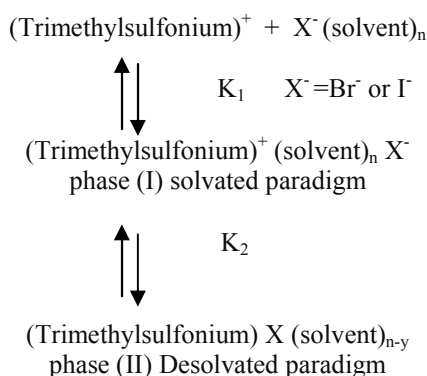 (Trimethylsulfonium)⁺ + X⁻ (solvent)ₙ
K₁ X⁻ =Br⁻ or I⁻
(Trimethylsulfonium)⁺ (solvent)ₙ X⁻
phase (I) solvated paradigm
K₂
(Trimethylsulfonium) X (solvent)ₙ₋y
phase (II) Desolvated paradigm